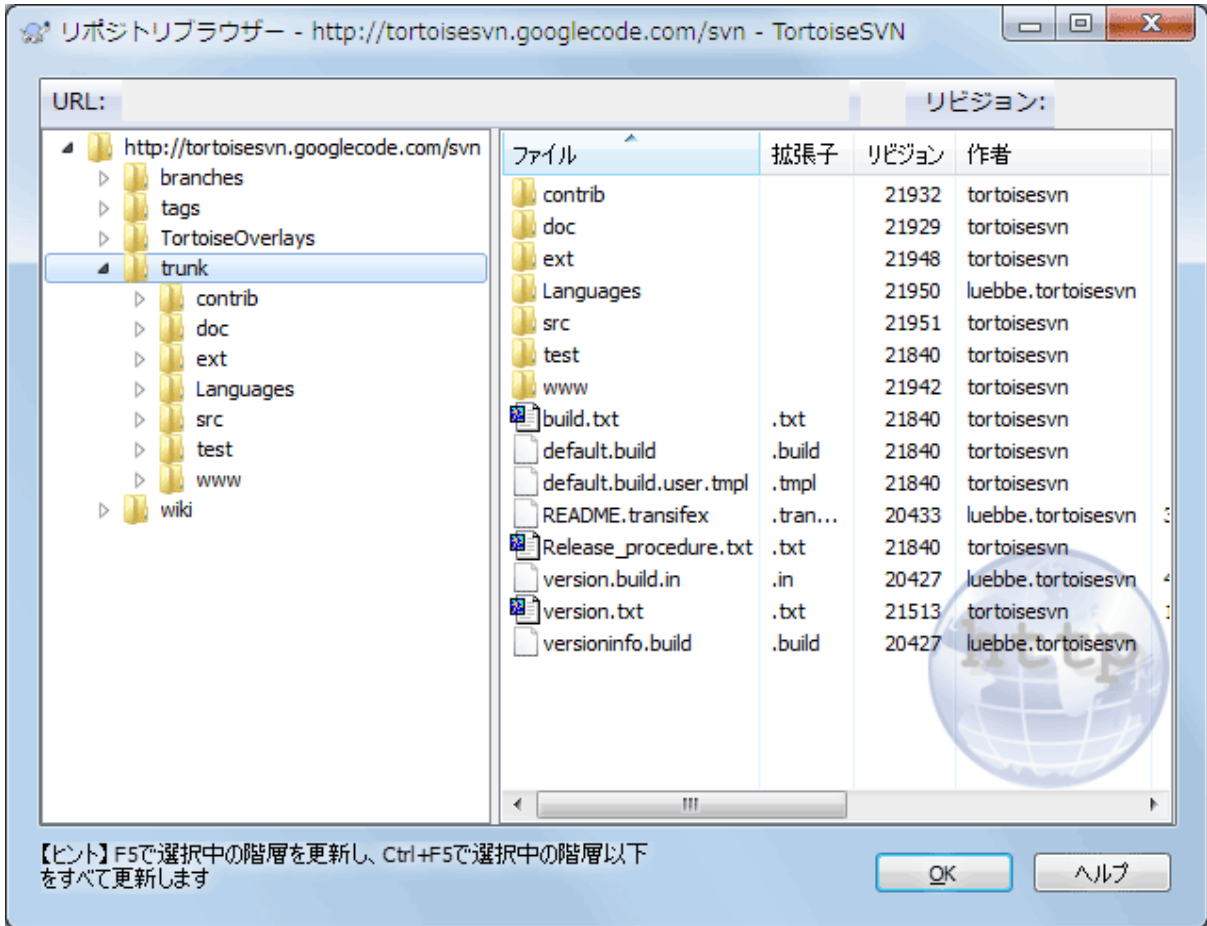 リポジトリブラウザー - http://tortoisesvn.googlecode.com/svn - TortoiseSVN
URL: リビジョン:
http://tortoisesvn.googlecode.com/svn
branches
tags
TortoiseOverlays
trunk
contrib
doc
ext
Languages
src
test
www
wiki
ファイル 拡張子 リビジョン 作者
contrib 21932 tortoisesvn
doc 21929 tortoisesvn
ext 21948 tortoisesvn
Languages 21950 luebbe.tortoisesvn
src 21951 tortoisesvn
test 21840 tortoisesvn
www 21942 tortoisesvn
build.txt .txt 21840 tortoisesvn
default.build .build 21840 tortoisesvn
default.build.user.tmpl .tmpl 21840 tortoisesvn
README.transifex .tran... 20433 luebbe.tortoisesvn
Release_procedure.txt .txt 21840 tortoisesvn
version.build.in .in 20427 luebbe.tortoisesvn
version.txt .txt 21513 tortoisesvn
versioninfo.build .build 20427 luebbe.tortoisesvn
http
【ヒント】F5で選択中の階層を更新し、Ctrl+F5で選択中の階層以下
をすべて更新します
OK ヘルプ